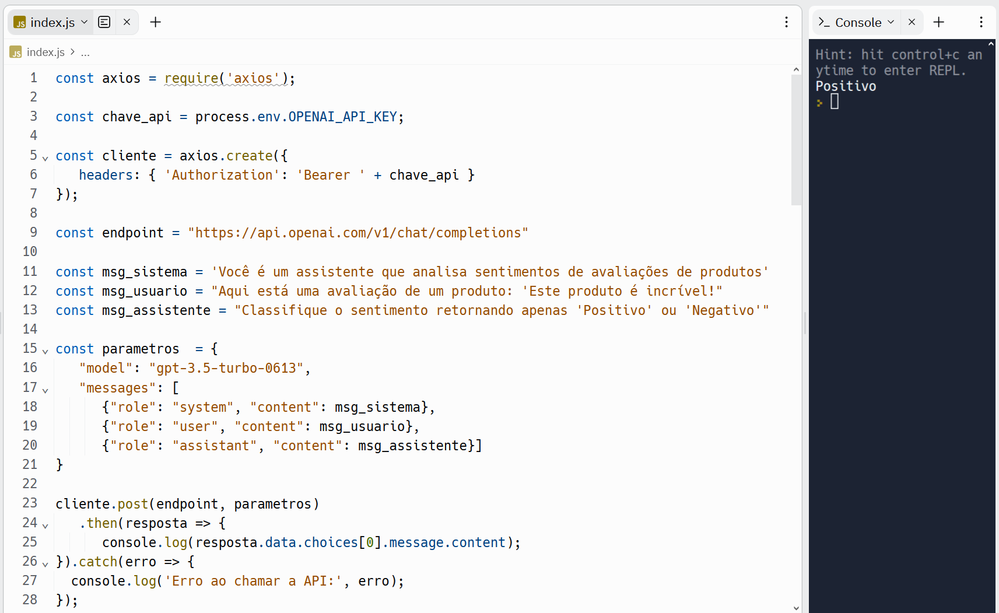 index.js
index.js > ...
1 const axios = require('axios');
2
3 const chave_api = process.env.OPENAI_API_KEY;
4
5 const cliente = axios.create({
6 headers: { 'Authorization': 'Bearer ' + chave_api }
7 });
8
9 const endpoint = "https://api.openai.com/v1/chat/completions"
10
11 const msg_sistema = 'Você é um assistente que analisa sentimentos de avaliações de produtos'
12 const msg_usuario = "Aqui está uma avaliação de um produto: 'Este produto é incrível!"
13 const msg_assistente = "Classifique o sentimento retornando apenas 'Positivo' ou 'Negativo'"
14
15 const parametros  = {
16 "model": "gpt-3.5-turbo-0613",
17 "messages": [
18 {"role": "system", "content": msg_sistema},
19 {"role": "user", "content": msg_usuario},
20 {"role": "assistant", "content": msg_assistente}]
21 }
22
23 cliente.post(endpoint, parametros)
24 .then(resposta => {
25 console.log(resposta.data.choices[0].message.content);
26 }).catch(erro => {
27 console.log('Erro ao chamar a API:', erro);
28 });
>_ Console
Hint: hit control+c an
ytime to enter REPL.
Positivo